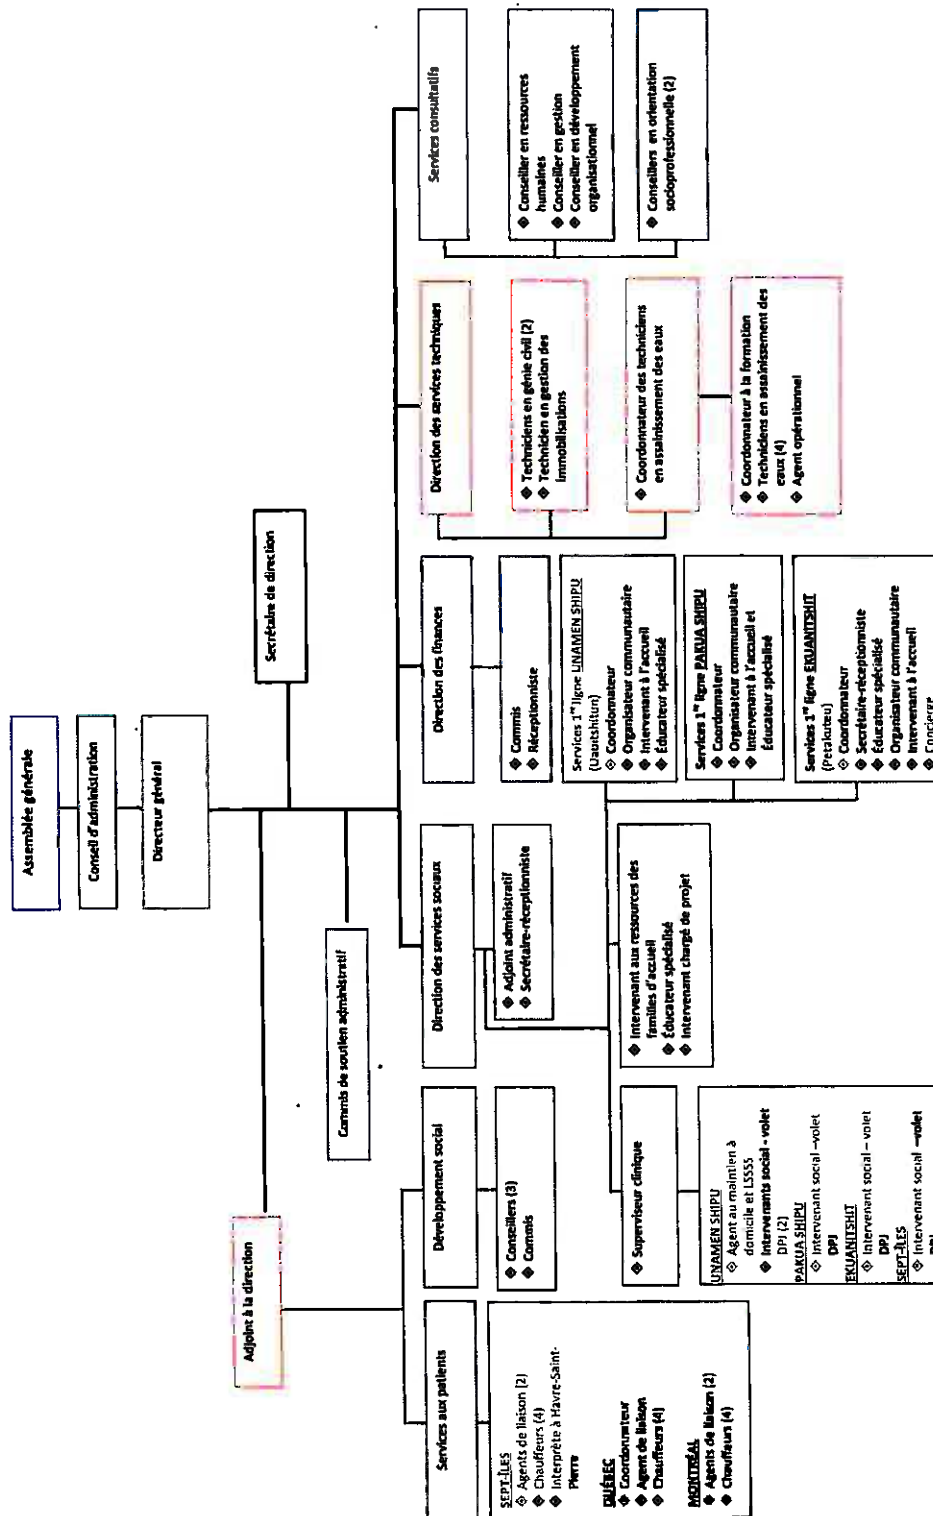 Assemblée générale
Conseil d'administration
Directeur général
Secrétaire de direction
Commis de soutien administratif
Adjoint à la direction
Services aux patients
SEPT-ÎLES
Agents de liaison (2)
Chauffeurs (4)
Interprète à Havre-Saint-
Pierre
QUÉBEC
Coordonnateur
Agent de liaison
Chauffeurs (4)
MONTRÉAL
Agents de liaison (2)
Chauffeurs (4)
Développement social
Conseillers (3)
Commis
Direction des services sociaux
Adjoint administratif
Secrétaire-réceptionniste
Superviseur clinique
UNAMEN SHIPU
Agent au maintien à
domicile et LSSSS
Intervenants social - volet
DPJ (2)
PAKUA SHIPU
Intervenant social –volet
DPJ
EKUANITSHIT
Intervenant social – volet
DPJ
SEPT-ÎLES
Intervenant social –volet
Intervenant aux ressources des
familles d'accueil
Éducateur spécialisé
Intervenant chargé de projet
Services 1re ligne UNAMEN SHIPU
(Uauitshitun)
Coordonnateur
Organisateur communautaire
Intervenant à l'accueil
Éducateur spécialisé
Services 1re ligne PAKUA SHIPU
Coordonnateur
Organisateur communautaire
Intervenant à l'accueil et
Éducateur spécialisé
Services 1re ligne EKUANITSHIT
Coordonnateur
Secrétaire-réceptionniste
Éducateur spécialisé
Organisateur communautaire
Intervenant à l'accueil
Concierge
Direction des finances
Commis
Réceptionniste
Direction des services techniques
Techniciens en génie civil (2)
Technicien en gestion des
immobilisations
Coordonnateur des techniciens
en assainissement des eaux
Coordonnateur à la formation
Techniciens en assainissement des
eaux (4)
Agent opérationnel
Services consultatifs
Conseiller en ressources
humaines
Conseiller en gestion
Conseiller en développement
organisationnel
Conseillers en orientation
socioprofessionnelle (2)